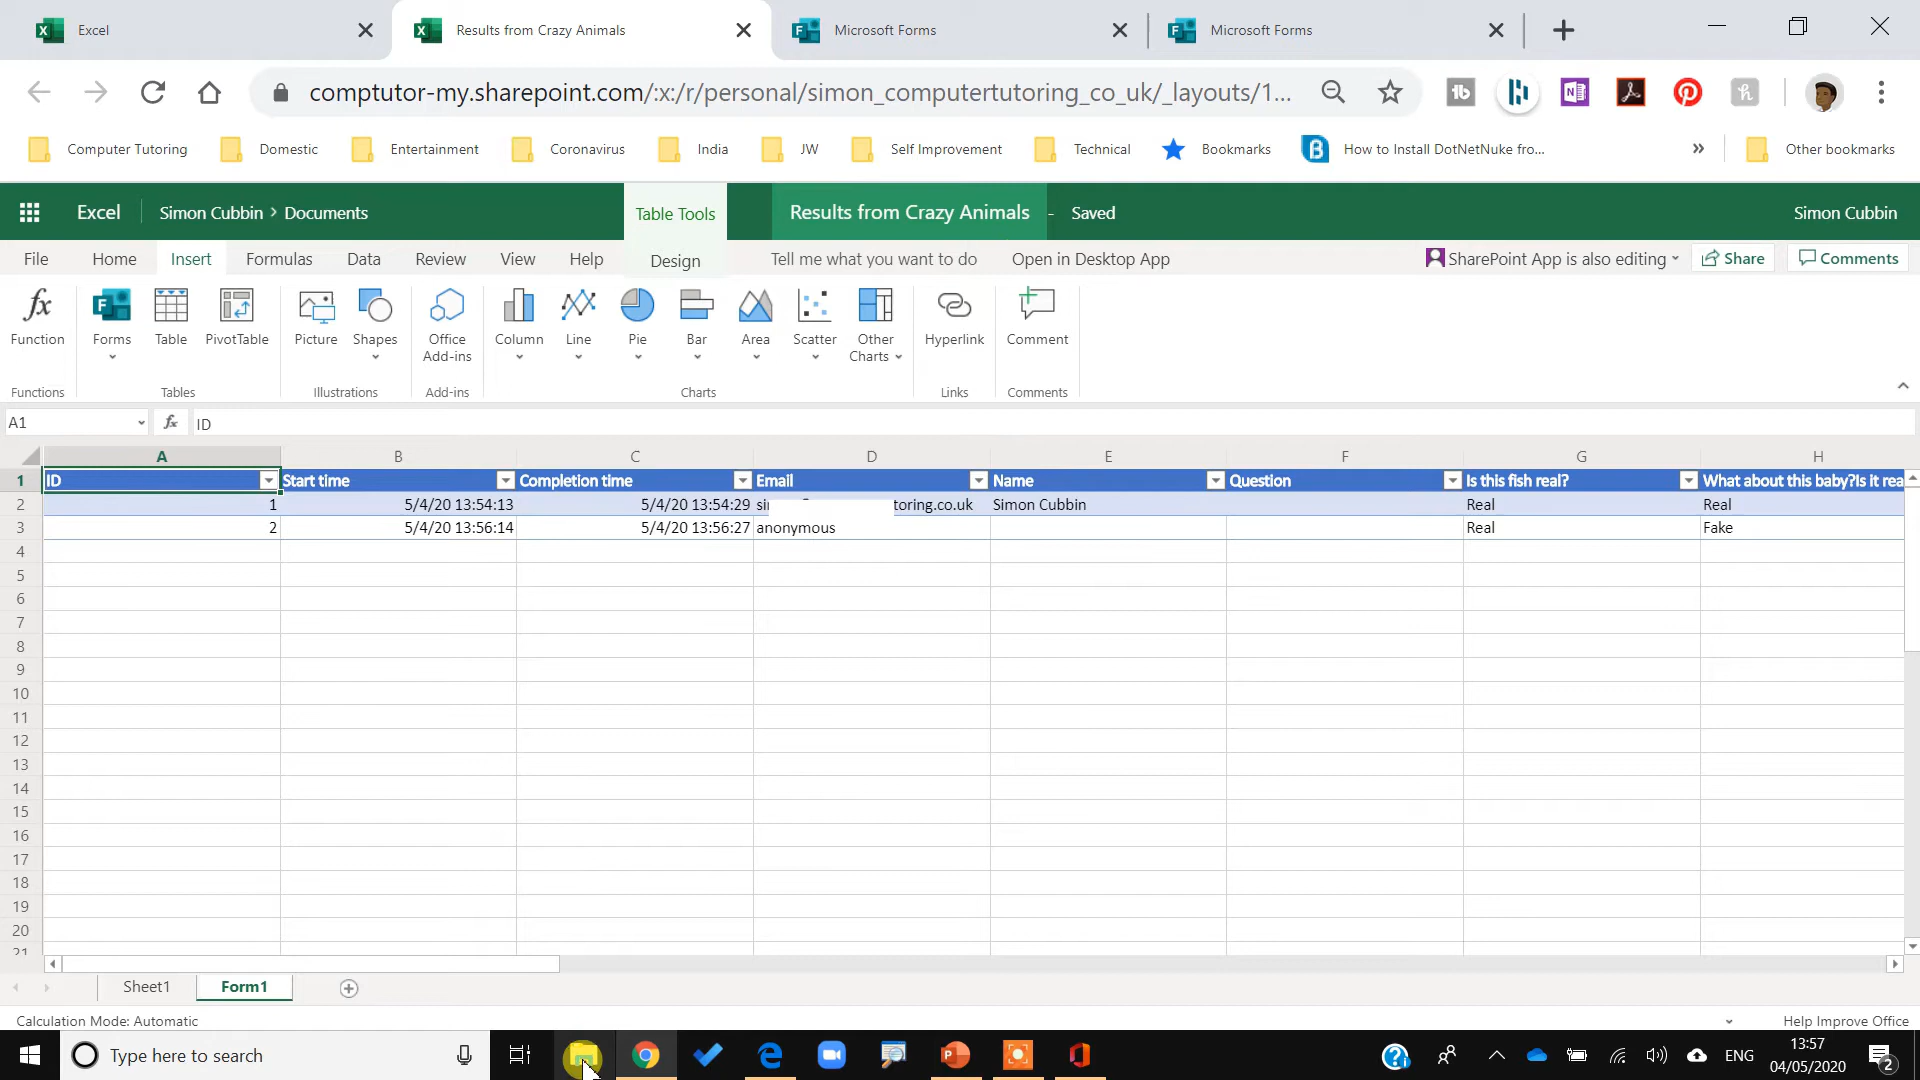 Excel
Results from Crazy Animals
Microsoft Forms
Microsoft Forms
comptutor-my.sharepoint.com/:x:/r/personal/simon_computertutoring_co_uk/_layouts/1...
Computer Tutoring
Domestic
Entertainment
Coronavirus
India
JW
Self Improvement
Technical
Bookmarks
How to Install DotNetNuke fro...
Other bookmarks
Excel
Simon Cubbin > Documents
Table Tools
Results from Crazy Animals - Saved
Simon Cubbin
File
Home
Insert
Formulas
Data
Review
View
Help
Design
Tell me what you want to do
Open in Desktop App
SharePoint App is also editing
Share
Comments
Function
Forms
Table
PivotTable
Picture
Shapes
Office
Add-ins
Column
Line
Pie
Bar
Area
Scatter
Other
Charts
Hyperlink
Comment
Functions
Tables
Illustrations
Add-ins
Charts
Links
Comments
A1
fx
ID
A B C D E F G H
1 ID Start time Completion time Email Name Question Is this fish real? What about this baby?Is it rea
2 1 5/4/20 13:54:13 5/4/20 13:54:29 toring.co.uk Simon Cubbin Real Real
3 2 5/4/20 13:56:14 5/4/20 13:56:27 anonymous Real Fake
4
5
6
7
8
9
10
11
12
13
14
15
16
17
18
19
20
21
Sheet1
Form1
Calculation Mode: Automatic
Help Improve Office
Type here to search
ENG
13:57
04/05/2020
2